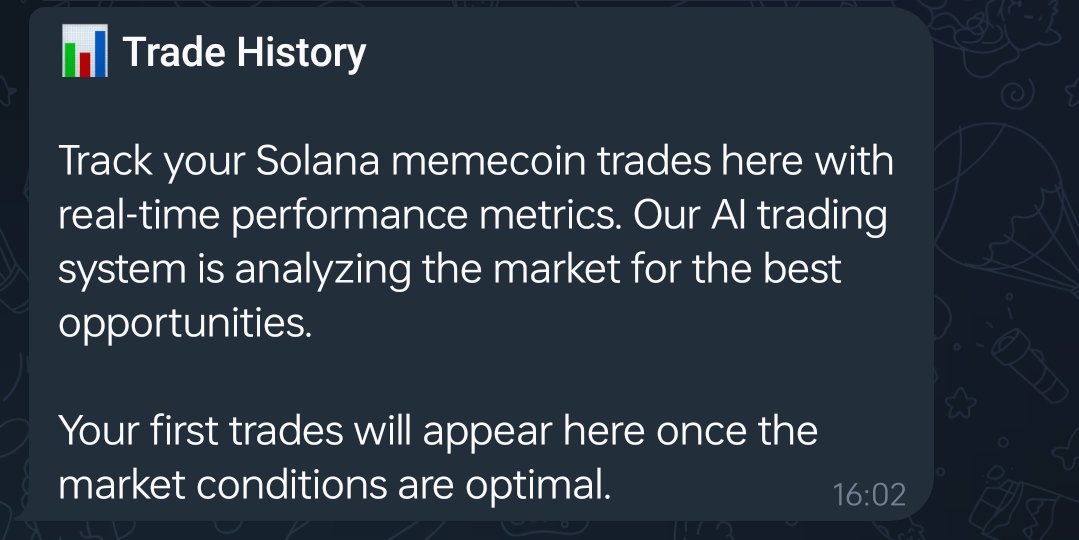 📊 Trade History
Track your Solana memecoin trades here with
real-time performance metrics. Our AI trading
system is analyzing the market for the best
opportunities.
Your first trades will appear here once the
market conditions are optimal.
16:02